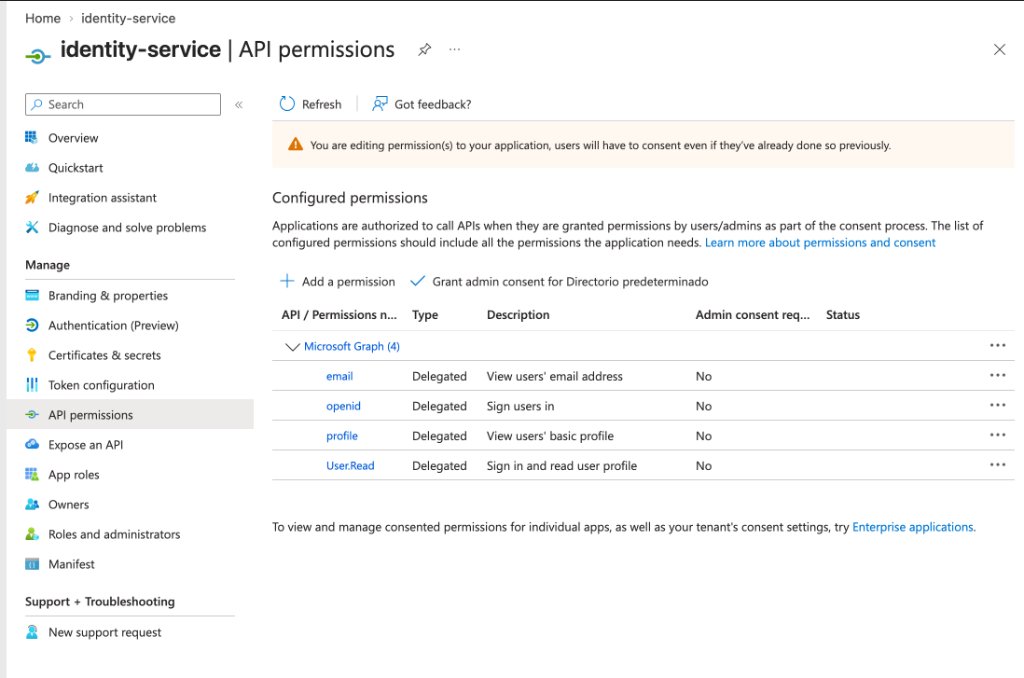 Home › identity-service
identity-service | API permissions ···
Search «
Refresh Got feedback?
Overview
Quickstart
Integration assistant
Diagnose and solve problems
Manage
Branding & properties
Authentication (Preview)
Certificates & secrets
Token configuration
API permissions
Expose an API
App roles
Owners
Roles and administrators
Manifest
Support + Troubleshooting
New support request
You are editing permission(s) to your application, users will have to consent even if they've already done so previously.
Configured permissions
Applications are authorized to call APIs when they are granted permissions by users/admins as part of the consent process. The list of
configured permissions should include all the permissions the application needs. Learn more about permissions and consent
Add a permission Grant admin consent for Directorio predeterminado
API / Permissions n... Type Description Admin consent req... Status
Microsoft Graph (4) ···
email Delegated View users' email address No ···
openid Delegated Sign users in No ···
profile Delegated View users' basic profile No ···
User.Read Delegated Sign in and read user profile No ···
To view and manage consented permissions for individual apps, as well as your tenant's consent settings, try Enterprise applications.